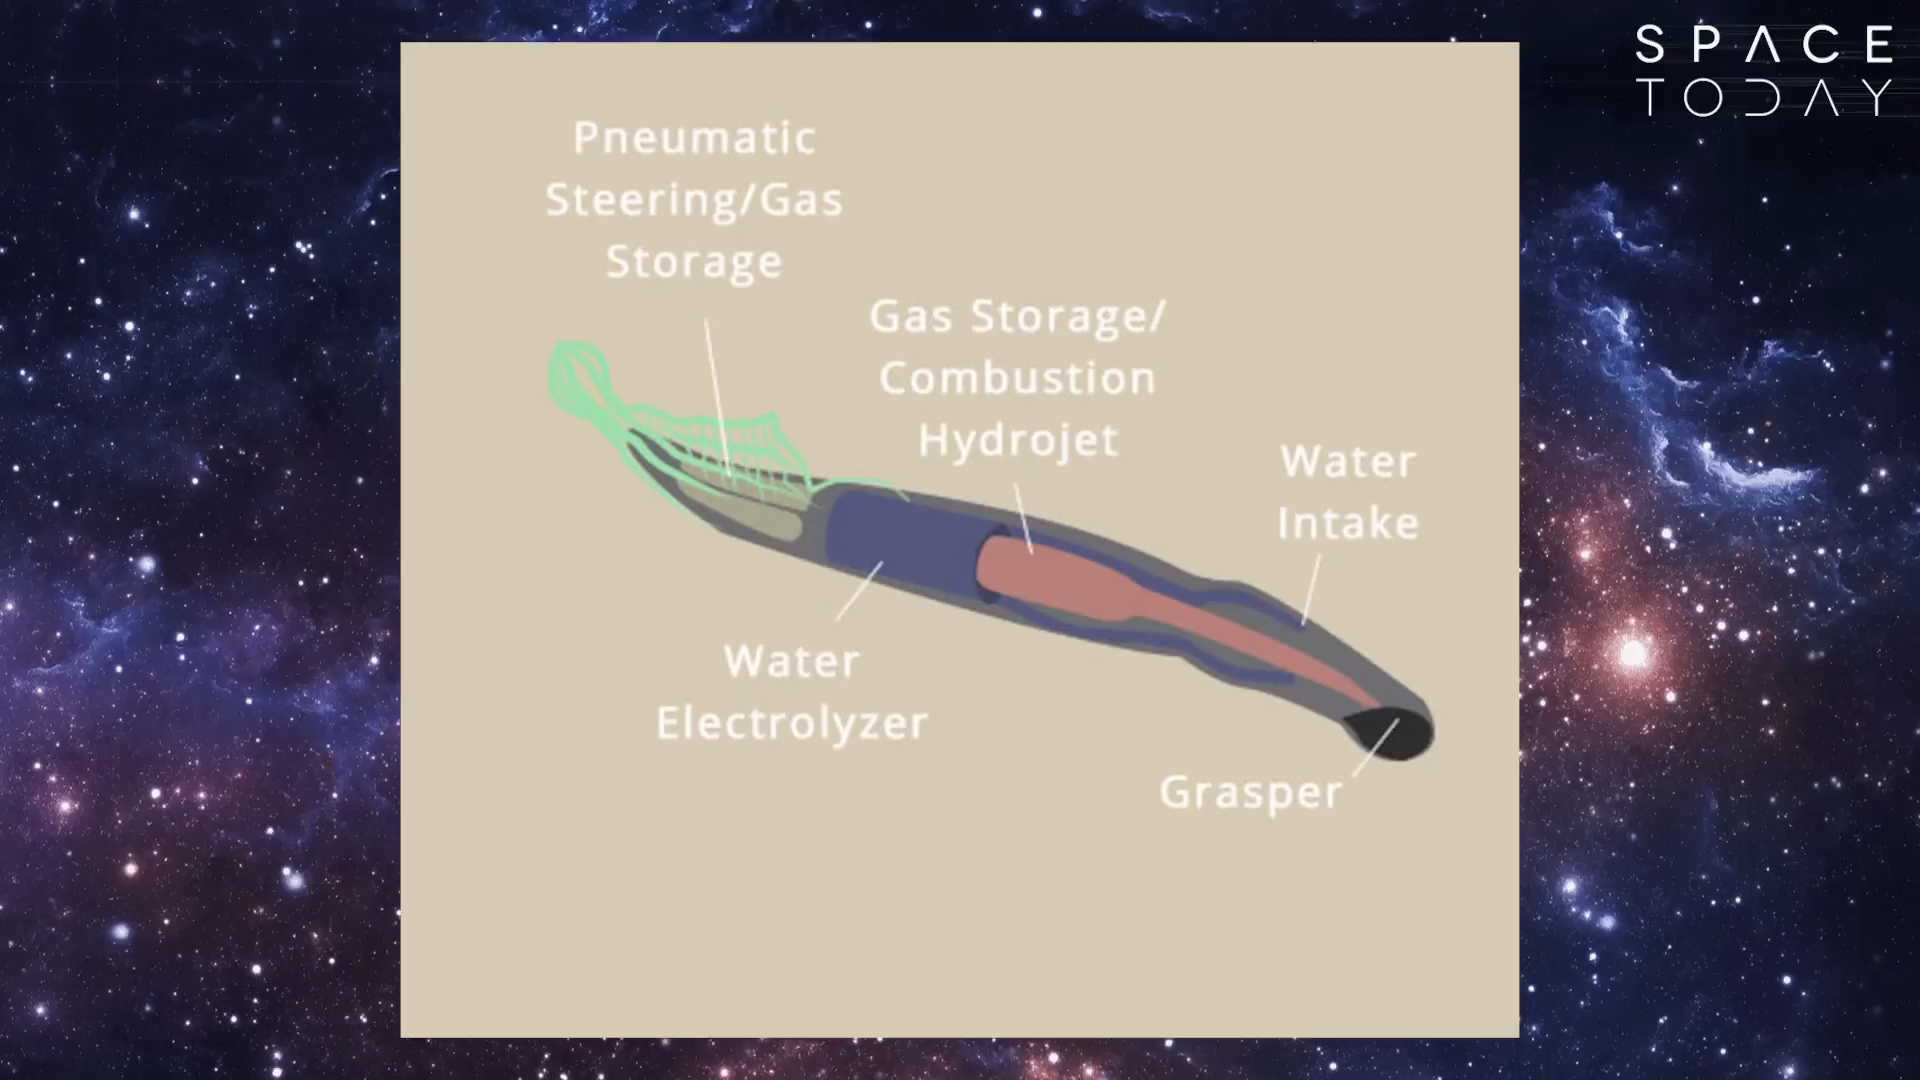 SPACE
TODAY
Pneumatic
Steering/Gas
Storage
Gas Storage/
Combustion
Hydrojet
Water
Intake
Water
Electrolyzer
Grasper